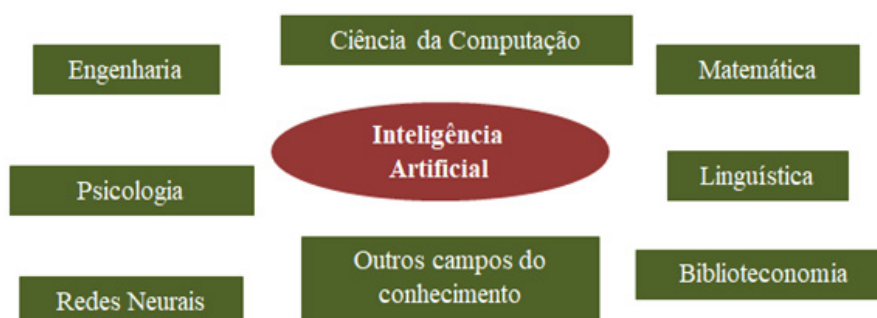 Ciência da Computação
Engenharia
Matemática
Inteligência
Artificial
Psicologia
Linguística
Outros campos do
conhecimento
Biblioteconomia
Redes Neurais